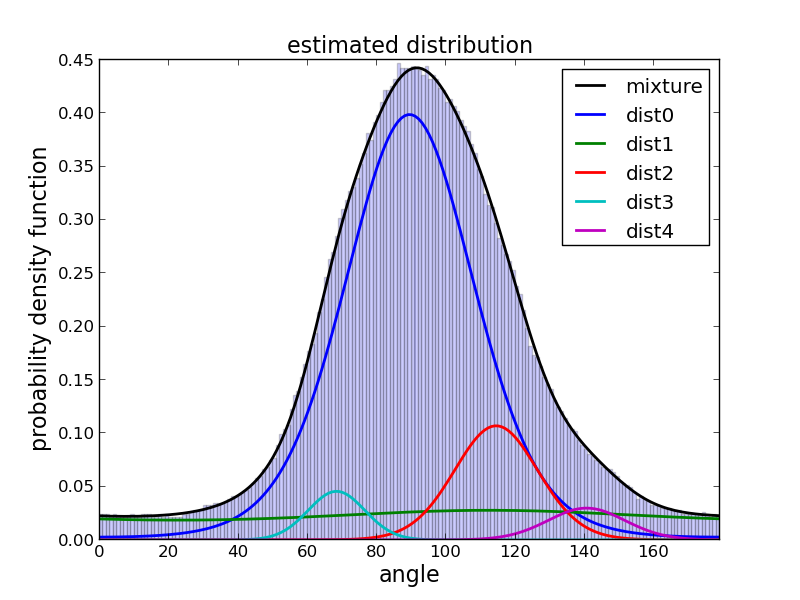 estimated distribution
0.45
0.40
0.35
0.30
0.25
0.20
0.15
0.10
0.05
0.00
probability density function
mixture
dist0
dist1
dist2
dist3
dist4
0 20 40 60 80 100 120 140 160
angle